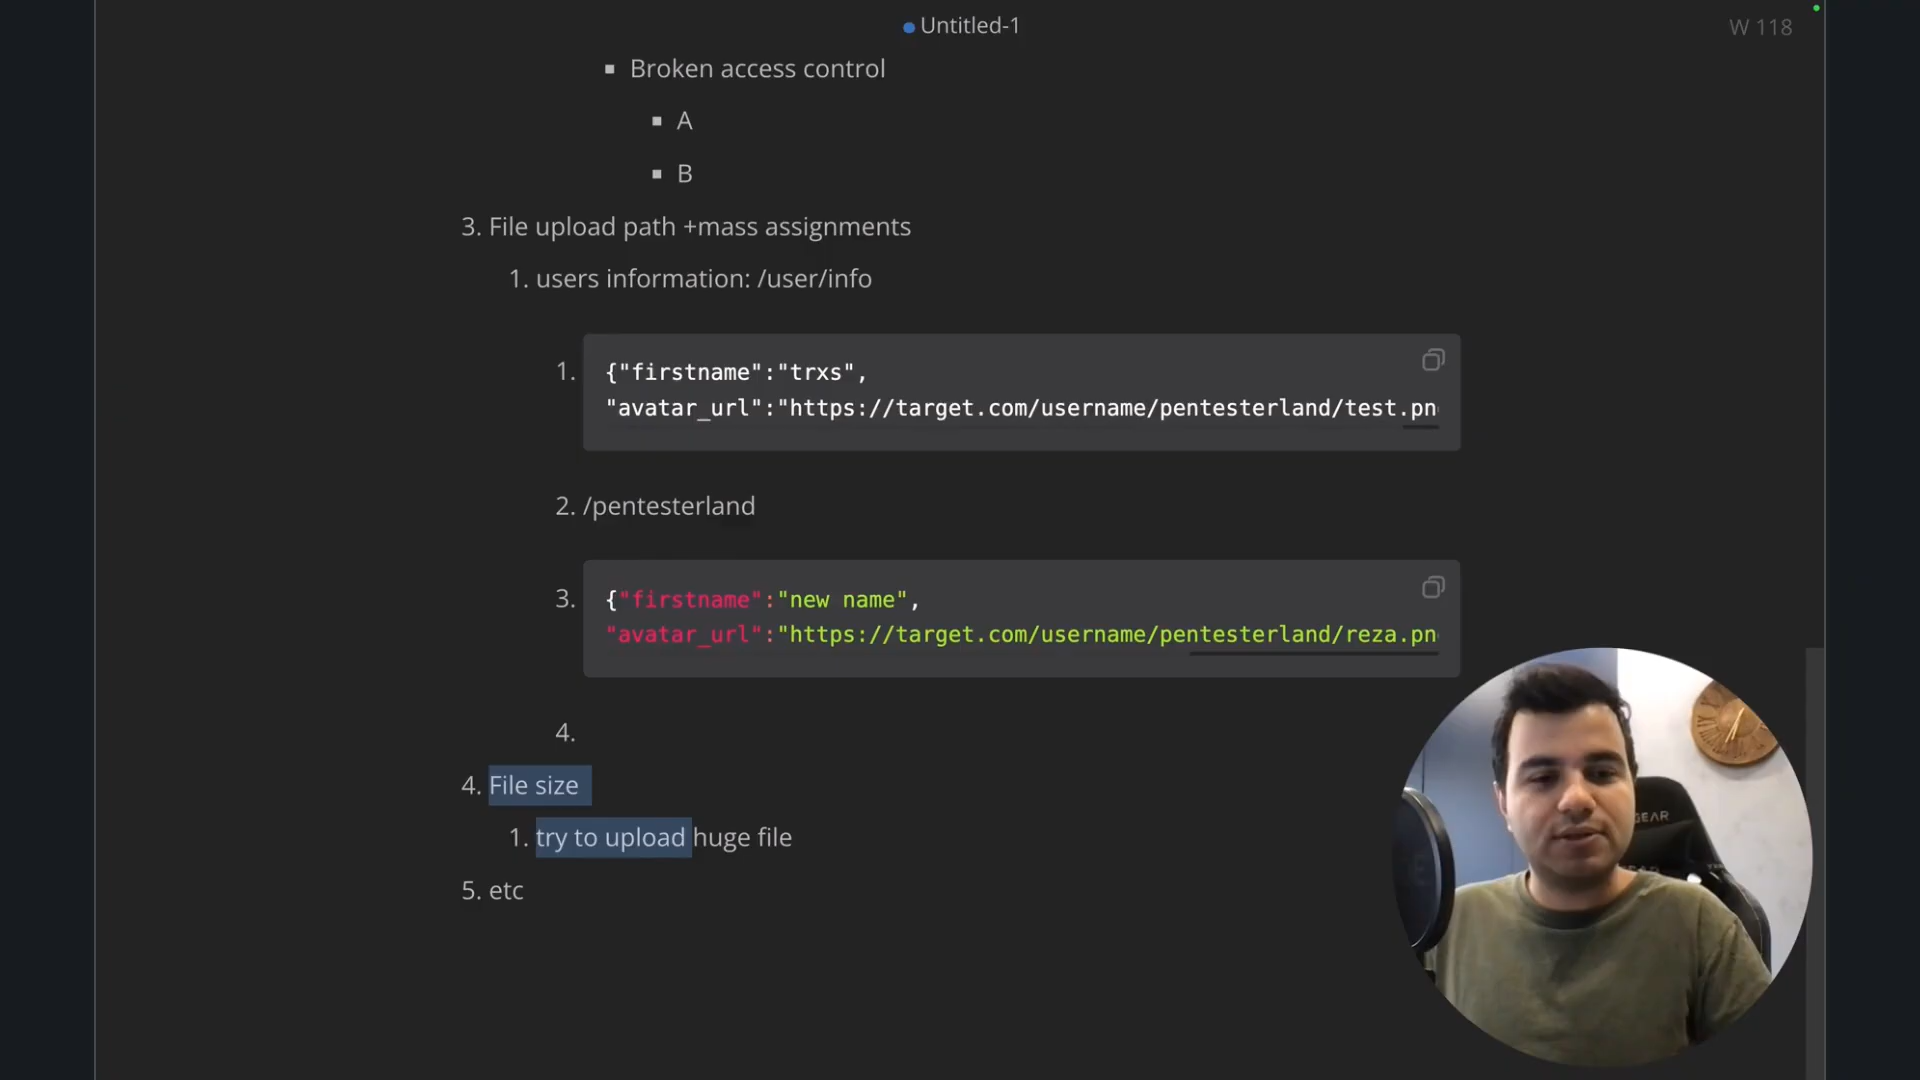 Untitled-1
W 118
▪ Broken access control
▪ A
▪ B
3. File upload path +mass assignments
1. users information: /user/info
1. {"firstname":"trxs",
"avatar_url":"https://target.com/username/pentesterland/test.pn
2. /pentesterland
3. {"firstname":"new name",
"avatar_url":"https://target.com/username/pentesterland/reza.pn
4.
4. File size
1. try to upload huge file
5. etc
GEAR